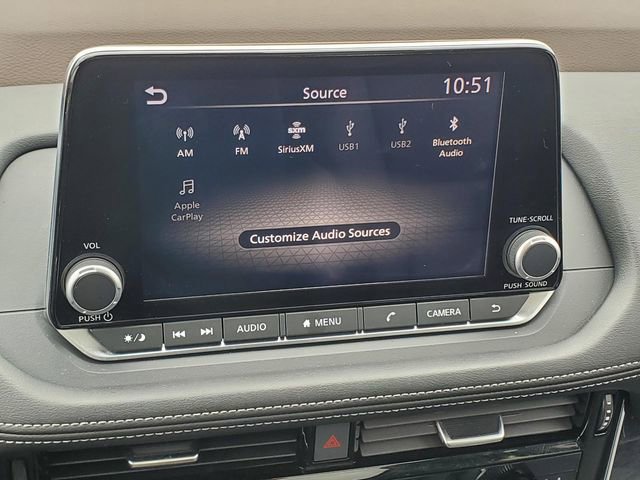 Source
10:51
AM
FM
SXM
SiriusXM
USB1
USB2
Bluetooth
Audio
Apple
CarPlay
Customize Audio Sources
VOL
PUSH
TUNE·SCROLL
PUSH SOUND
AUDIO
MENU
CAMERA